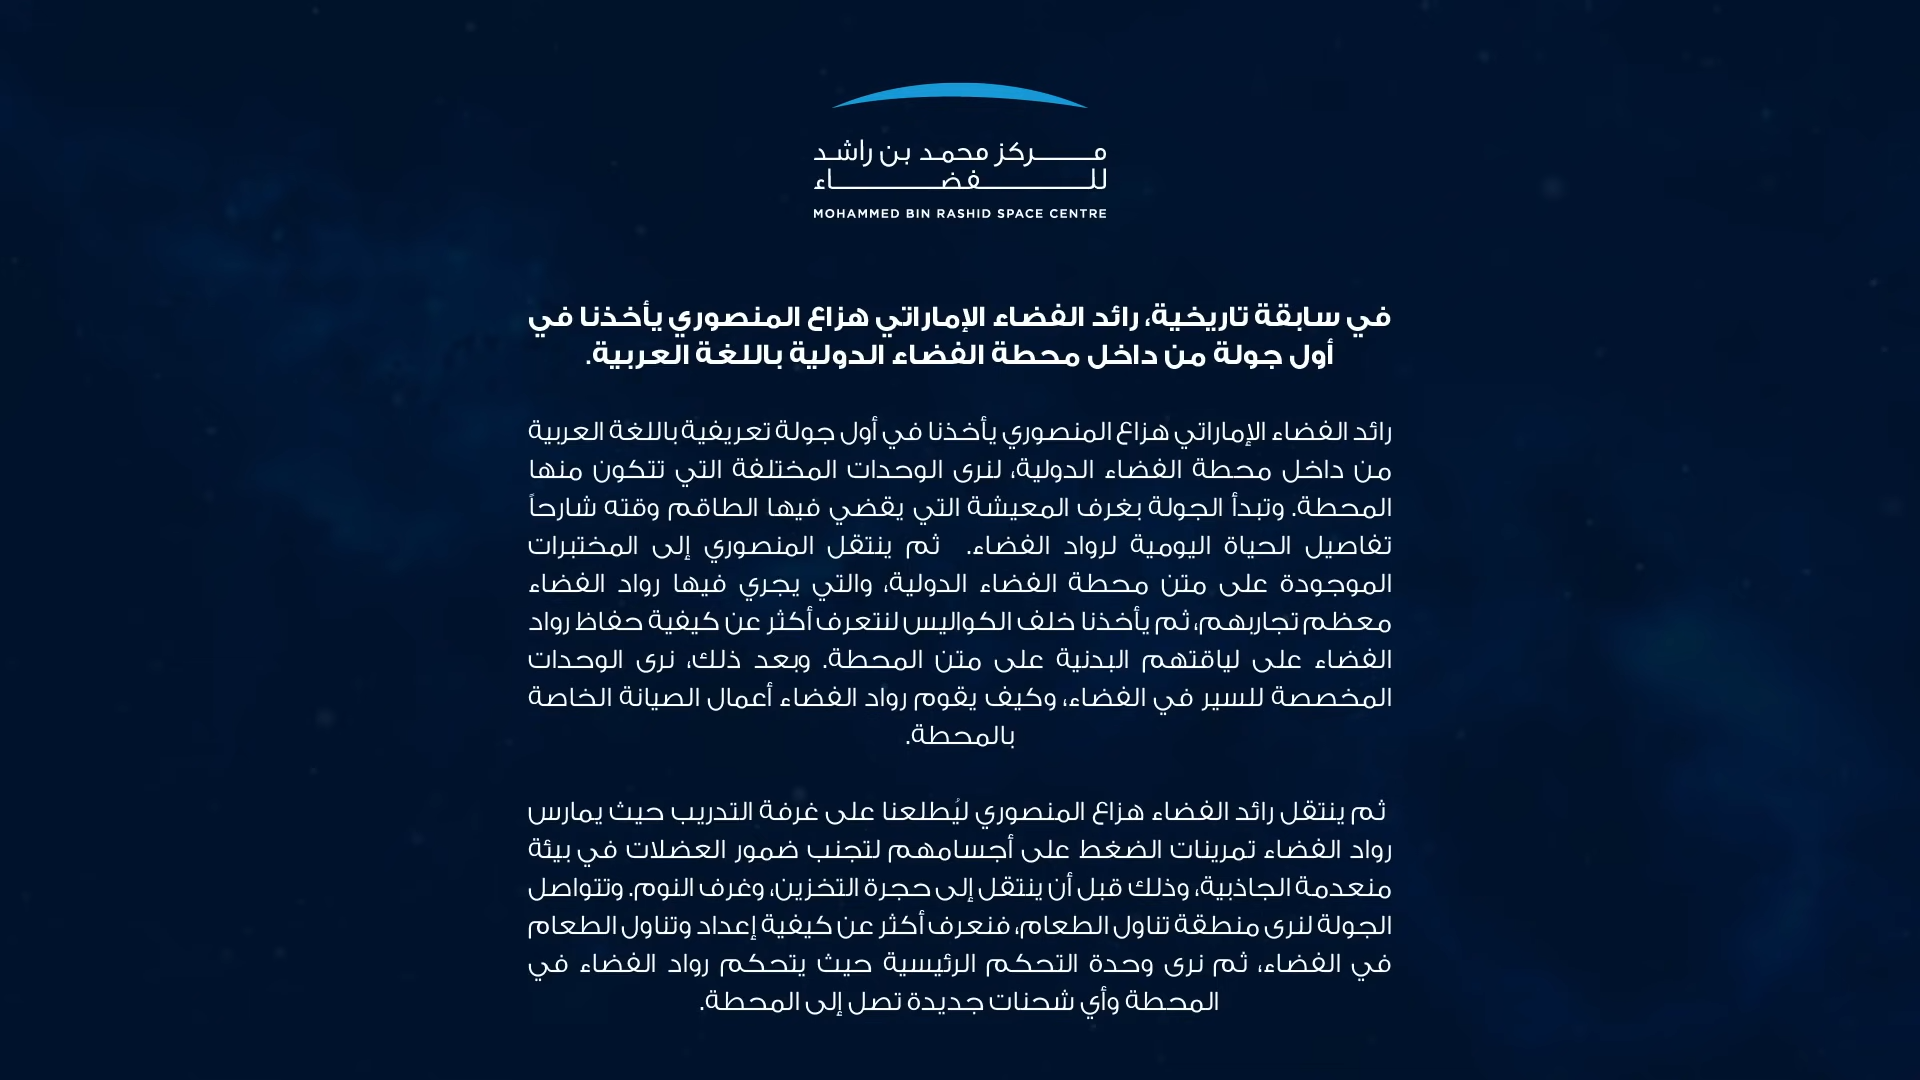 مركز محمد بن راشد
للفضاء
MOHAMMED BIN RASHID SPACE CENTRE
في سابقة تاريخية، رائد الفضاء الإماراتي هزاع المنصوري يأخذنا في
أول جولة من داخل محطة الفضاء الدولية باللغة العربية.
رائد الفضاء الإماراتي هزاع المنصوري يأخذنا في أول جولة تعريفية باللغة العربية
من داخل محطة الفضاء الدولية، لنرى الوحدات المختلفة التي تتكون منها
المحطة. وتبدأ الجولة بغرف المعيشة التي يقضي فيها الطاقم وقته شارحاً
تفاصيل الحياة اليومية لرواد الفضاء. ثم ينتقل المنصوري إلى المختبرات
الموجودة على متن محطة الفضاء الدولية، والتي يجري فيها رواد الفضاء
معظم تجاربهم، ثم يأخذنا خلف الكواليس لنتعرف أكثر عن كيفية حفاظ رواد
الفضاء على لياقتهم البدنية على متن المحطة. وبعد ذلك، نرى الوحدات
المخصصة للسير في الفضاء، وكيف يقوم رواد الفضاء أعمال الصيانة الخاصة
بالمحطة.
ثم ينتقل رائد الفضاء هزاع المنصوري ليُطلعنا على غرفة التدريب حيث يمارس
رواد الفضاء تمرينات الضغط على أجسامهم لتجنب ضمور العضلات في بيئة
منعدمة الجاذبية، وذلك قبل أن ينتقل إلى حجرة التخزين، وغرف النوم. وتتواصل
الجولة لنرى منطقة تناول الطعام، فنعرف أكثر عن كيفية إعداد وتناول الطعام
في الفضاء، ثم نرى وحدة التحكم الرئيسية حيث يتحكم رواد الفضاء في
المحطة وأي شحنات جديدة تصل إلى المحطة.